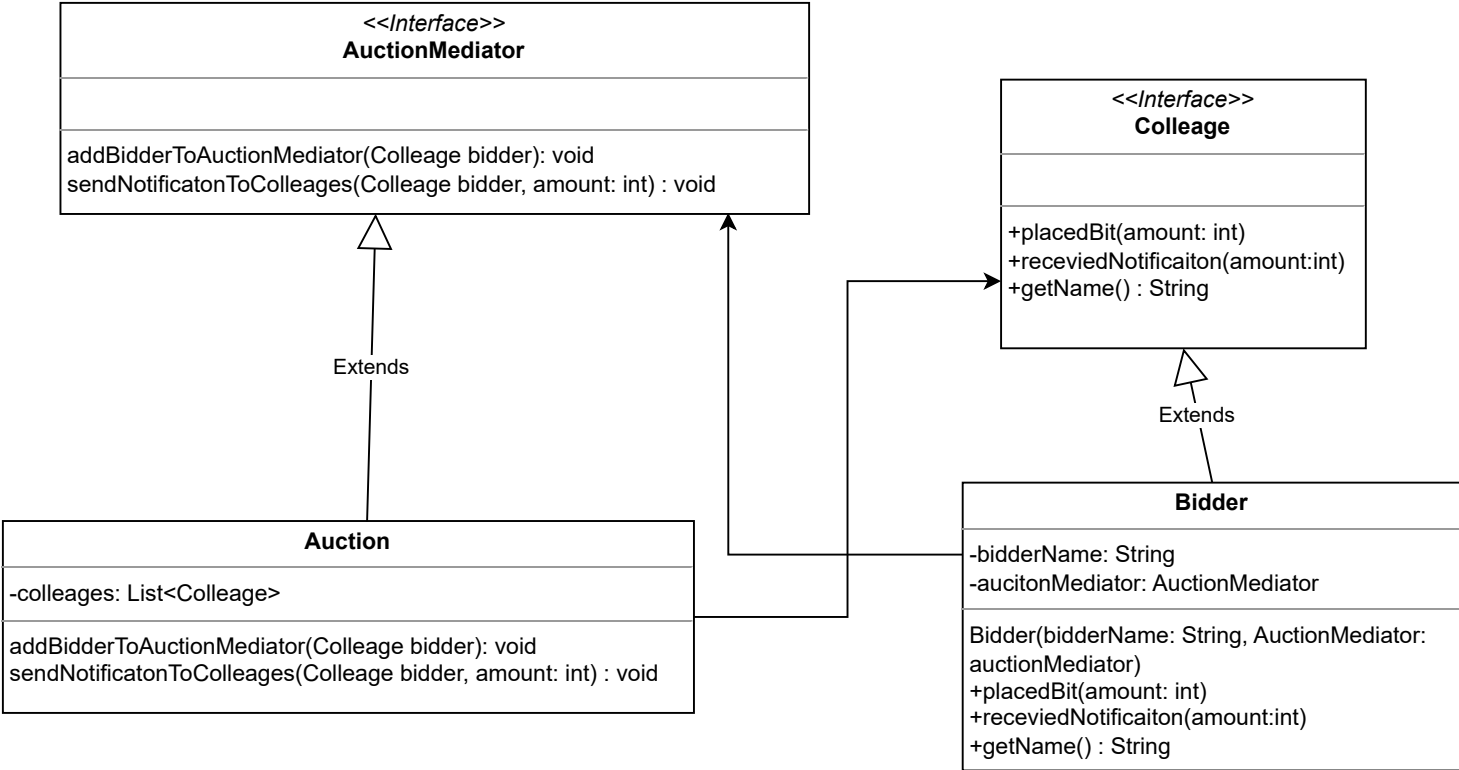 <<Interface>>
AuctionMediator
addBidderToAuctionMediator(Colleage bidder): void
sendNotificatonToColleages(Colleage bidder, amount: int) : void
<<Interface>>
Colleage
+placedBit(amount: int)
+receviedNotificaiton(amount:int)
+getName() : String
Extends
Extends
Auction
-colleages: List<Colleage>
addBidderToAuctionMediator(Colleage bidder): void
sendNotificatonToColleages(Colleage bidder, amount: int) : void
Bidder
-bidderName: String
-aucitonMediator: AuctionMediator
Bidder(bidderName: String, AuctionMediator:
auctionMediator)
+placedBit(amount: int)
+receviedNotificaiton(amount:int)
+getName() : String